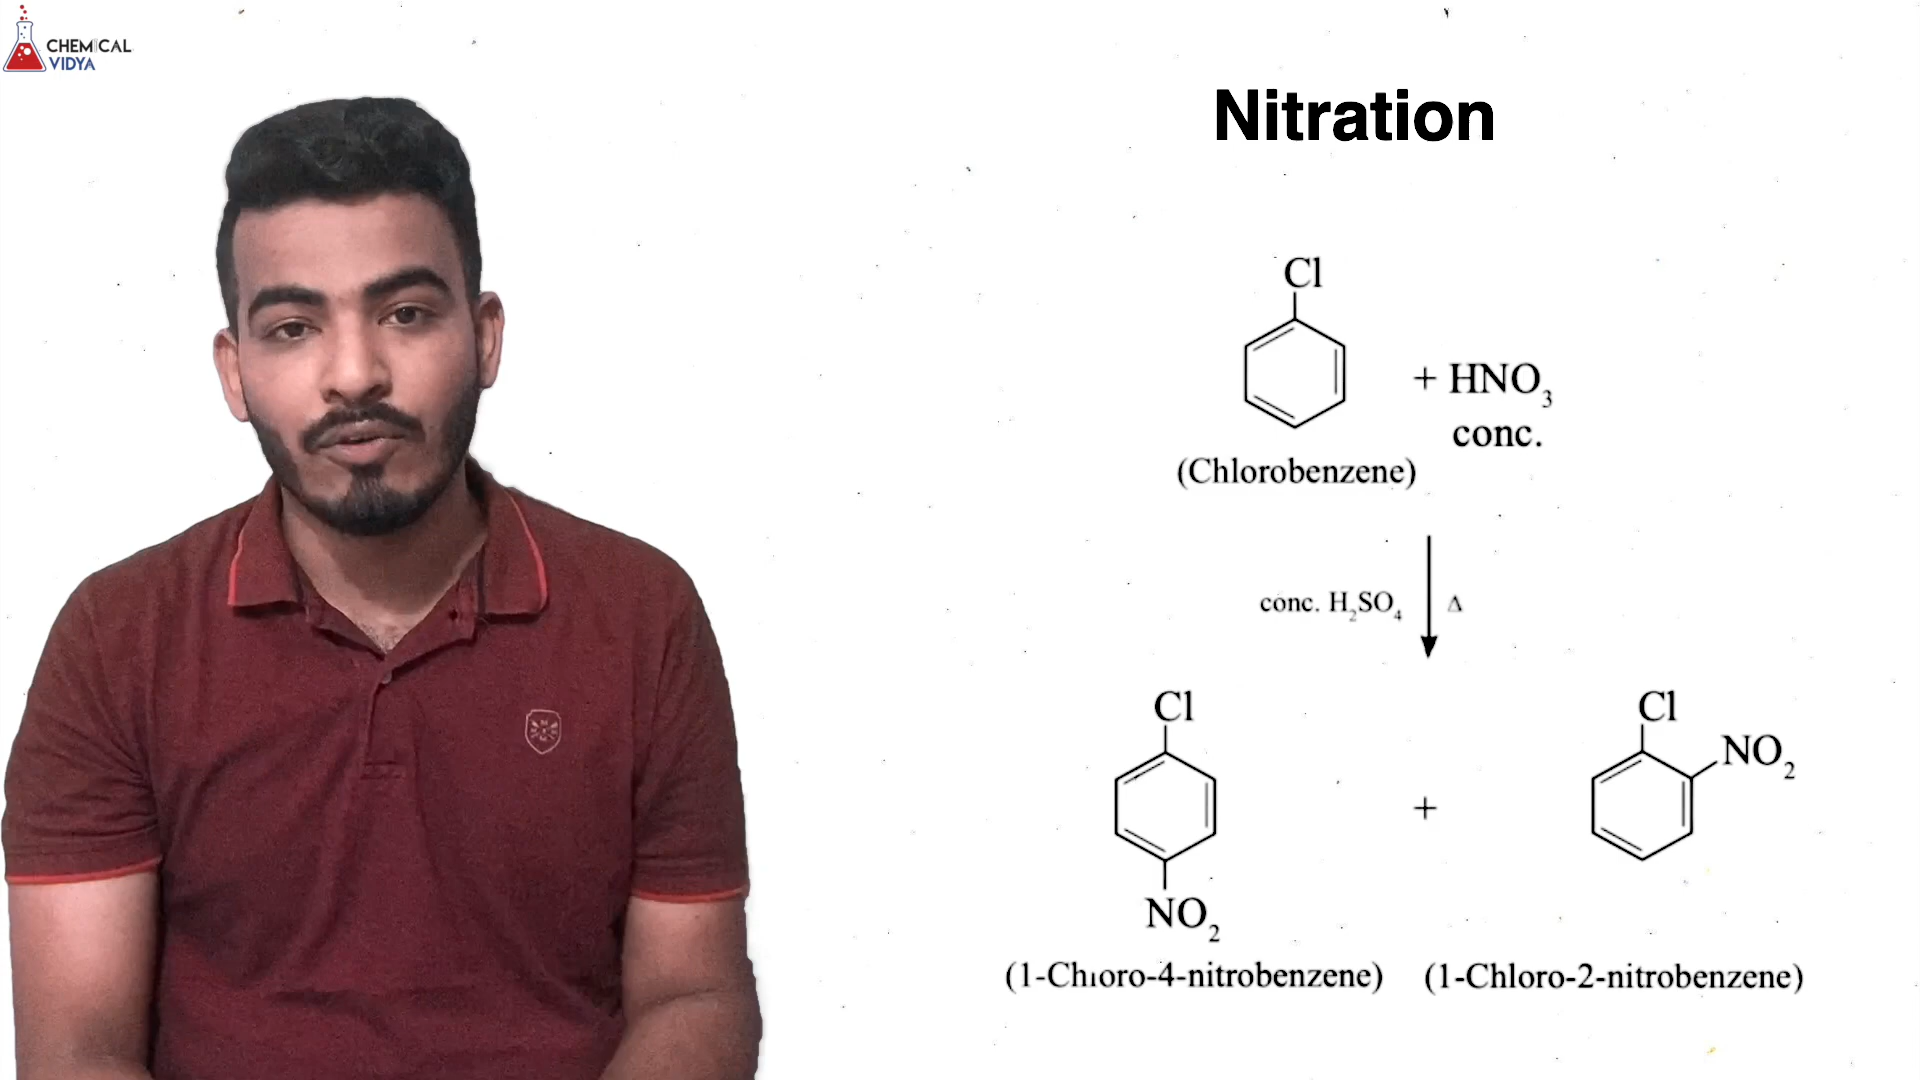 CHEMICAL
VIDYA
Nitration
Cl
+ HNO₃
conc.
(Chlorobenzene)
conc. H₂SO₄ Δ
Cl
Cl
NO₂
+
NO₂
(1-Chloro-4-nitrobenzene) (1-Chloro-2-nitrobenzene)